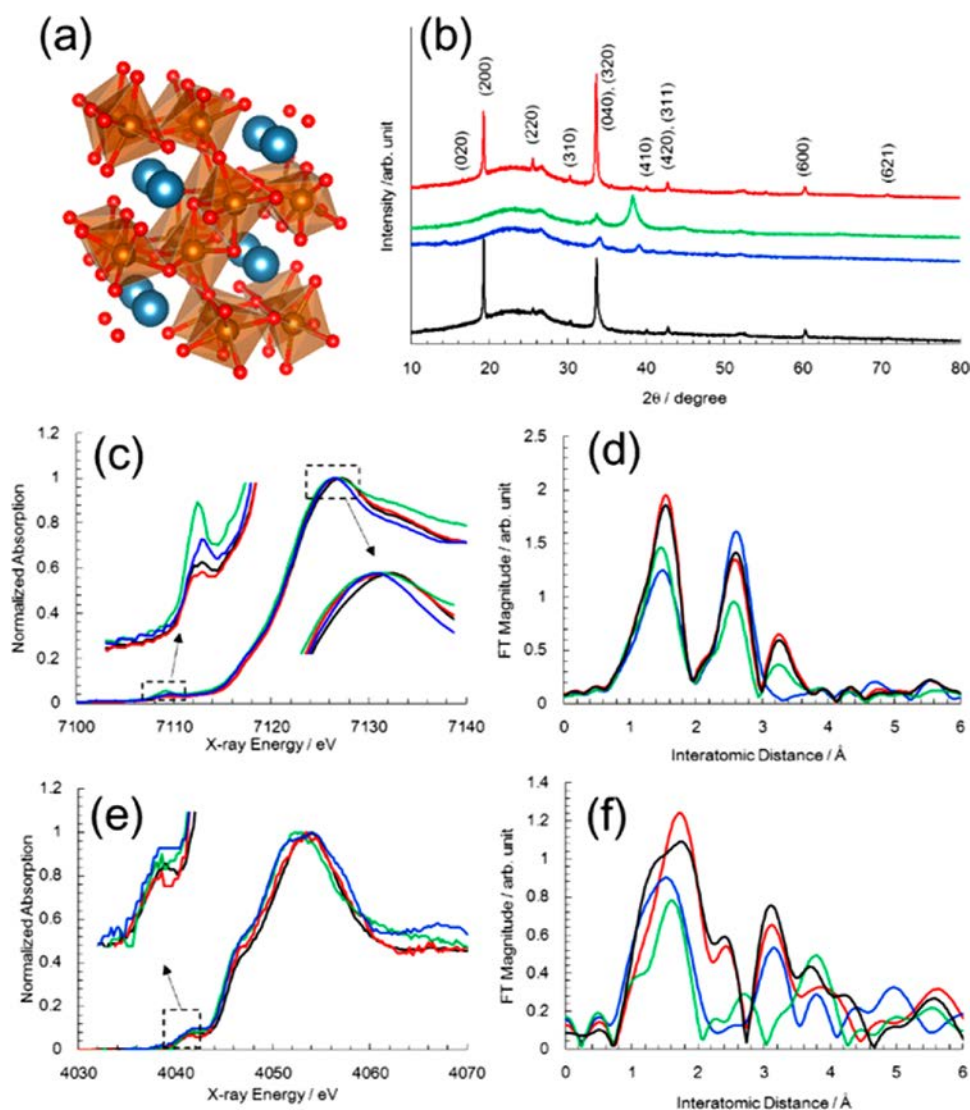 (a)
(b)
(020)
(200)
(220)
(310)
(040), (320)
(410)
(420), (311)
(600)
(621)
Intensity /arb. unit
10 20 30 40 50 60 70 80
2θ / degree
(c)
Normalized Absorption
1.2
1
0.8
0.6
0.4
0.2
0
7100 7110 7120 7130 7140
X-ray Energy / eV
(d)
FT Magnitude / arb. unit
2.5
2
1.5
1
0.5
0
0 1 2 3 4 5 6
Interatomic Distance / Å
(e)
Normalized Absorption
1.2
1
0.8
0.6
0.4
0.2
0
4030 4040 4050 4060 4070
X-ray Energy / eV
(f)
FT Magnitude / arb. unit
1.4
1.2
1
0.8
0.6
0.4
0.2
0
0 1 2 3 4 5 6
Interatomic Distance / Å